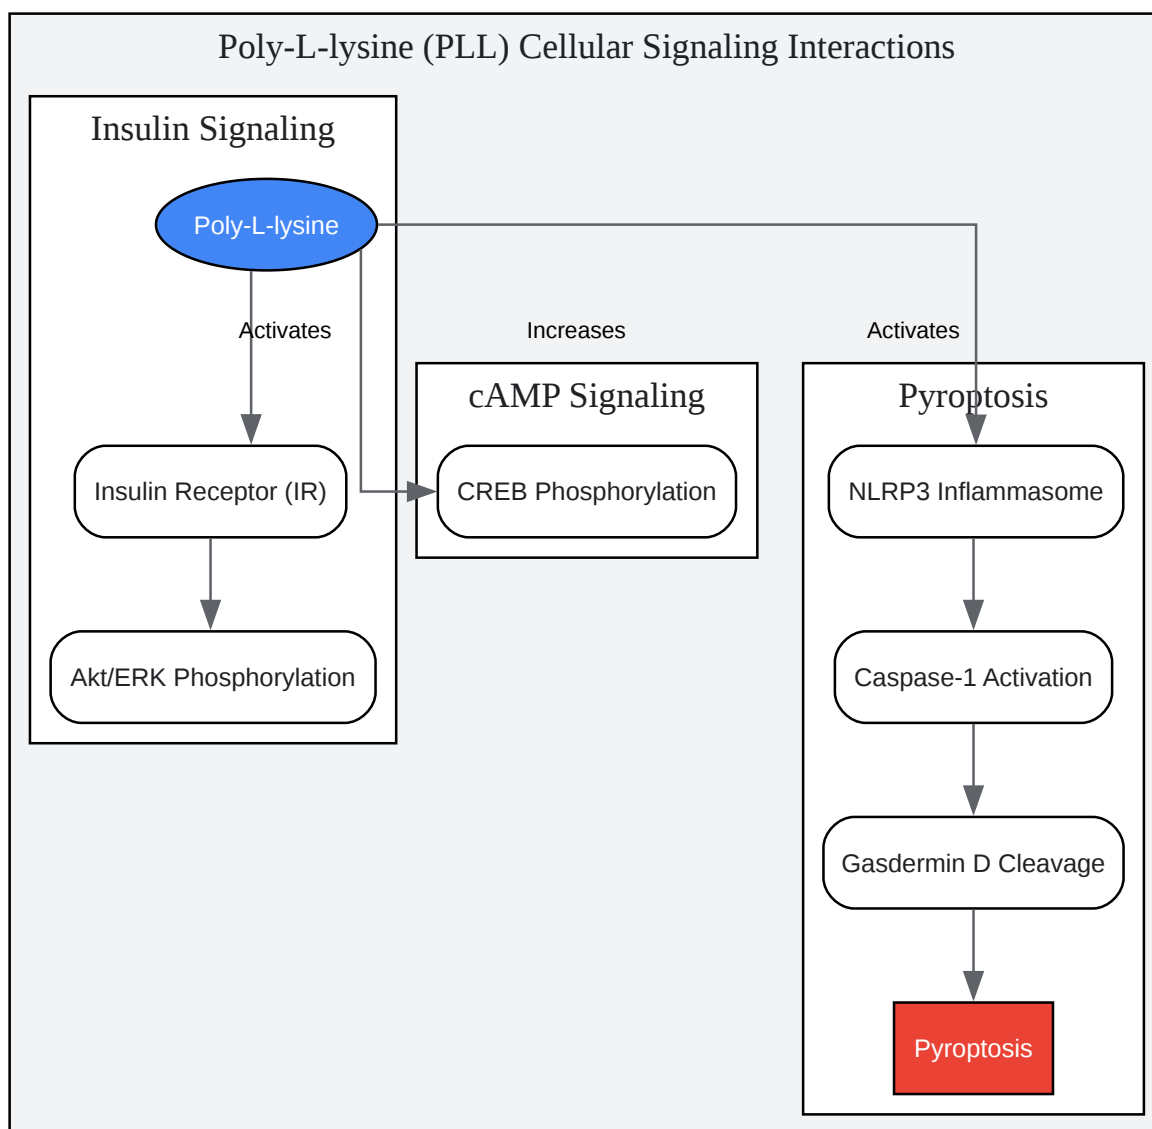 Poly-L-lysine (PLL) Cellular Signaling Interactions
Insulin Signaling
Poly-L-lysine
Activates
Increases
Activates
cAMP Signaling
Pyroptosis
Insulin Receptor (IR)
CREB Phosphorylation
NLRP3 Inflammasome
Akt/ERK Phosphorylation
Caspase-1 Activation
Gasdermin D Cleavage
Pyroptosis